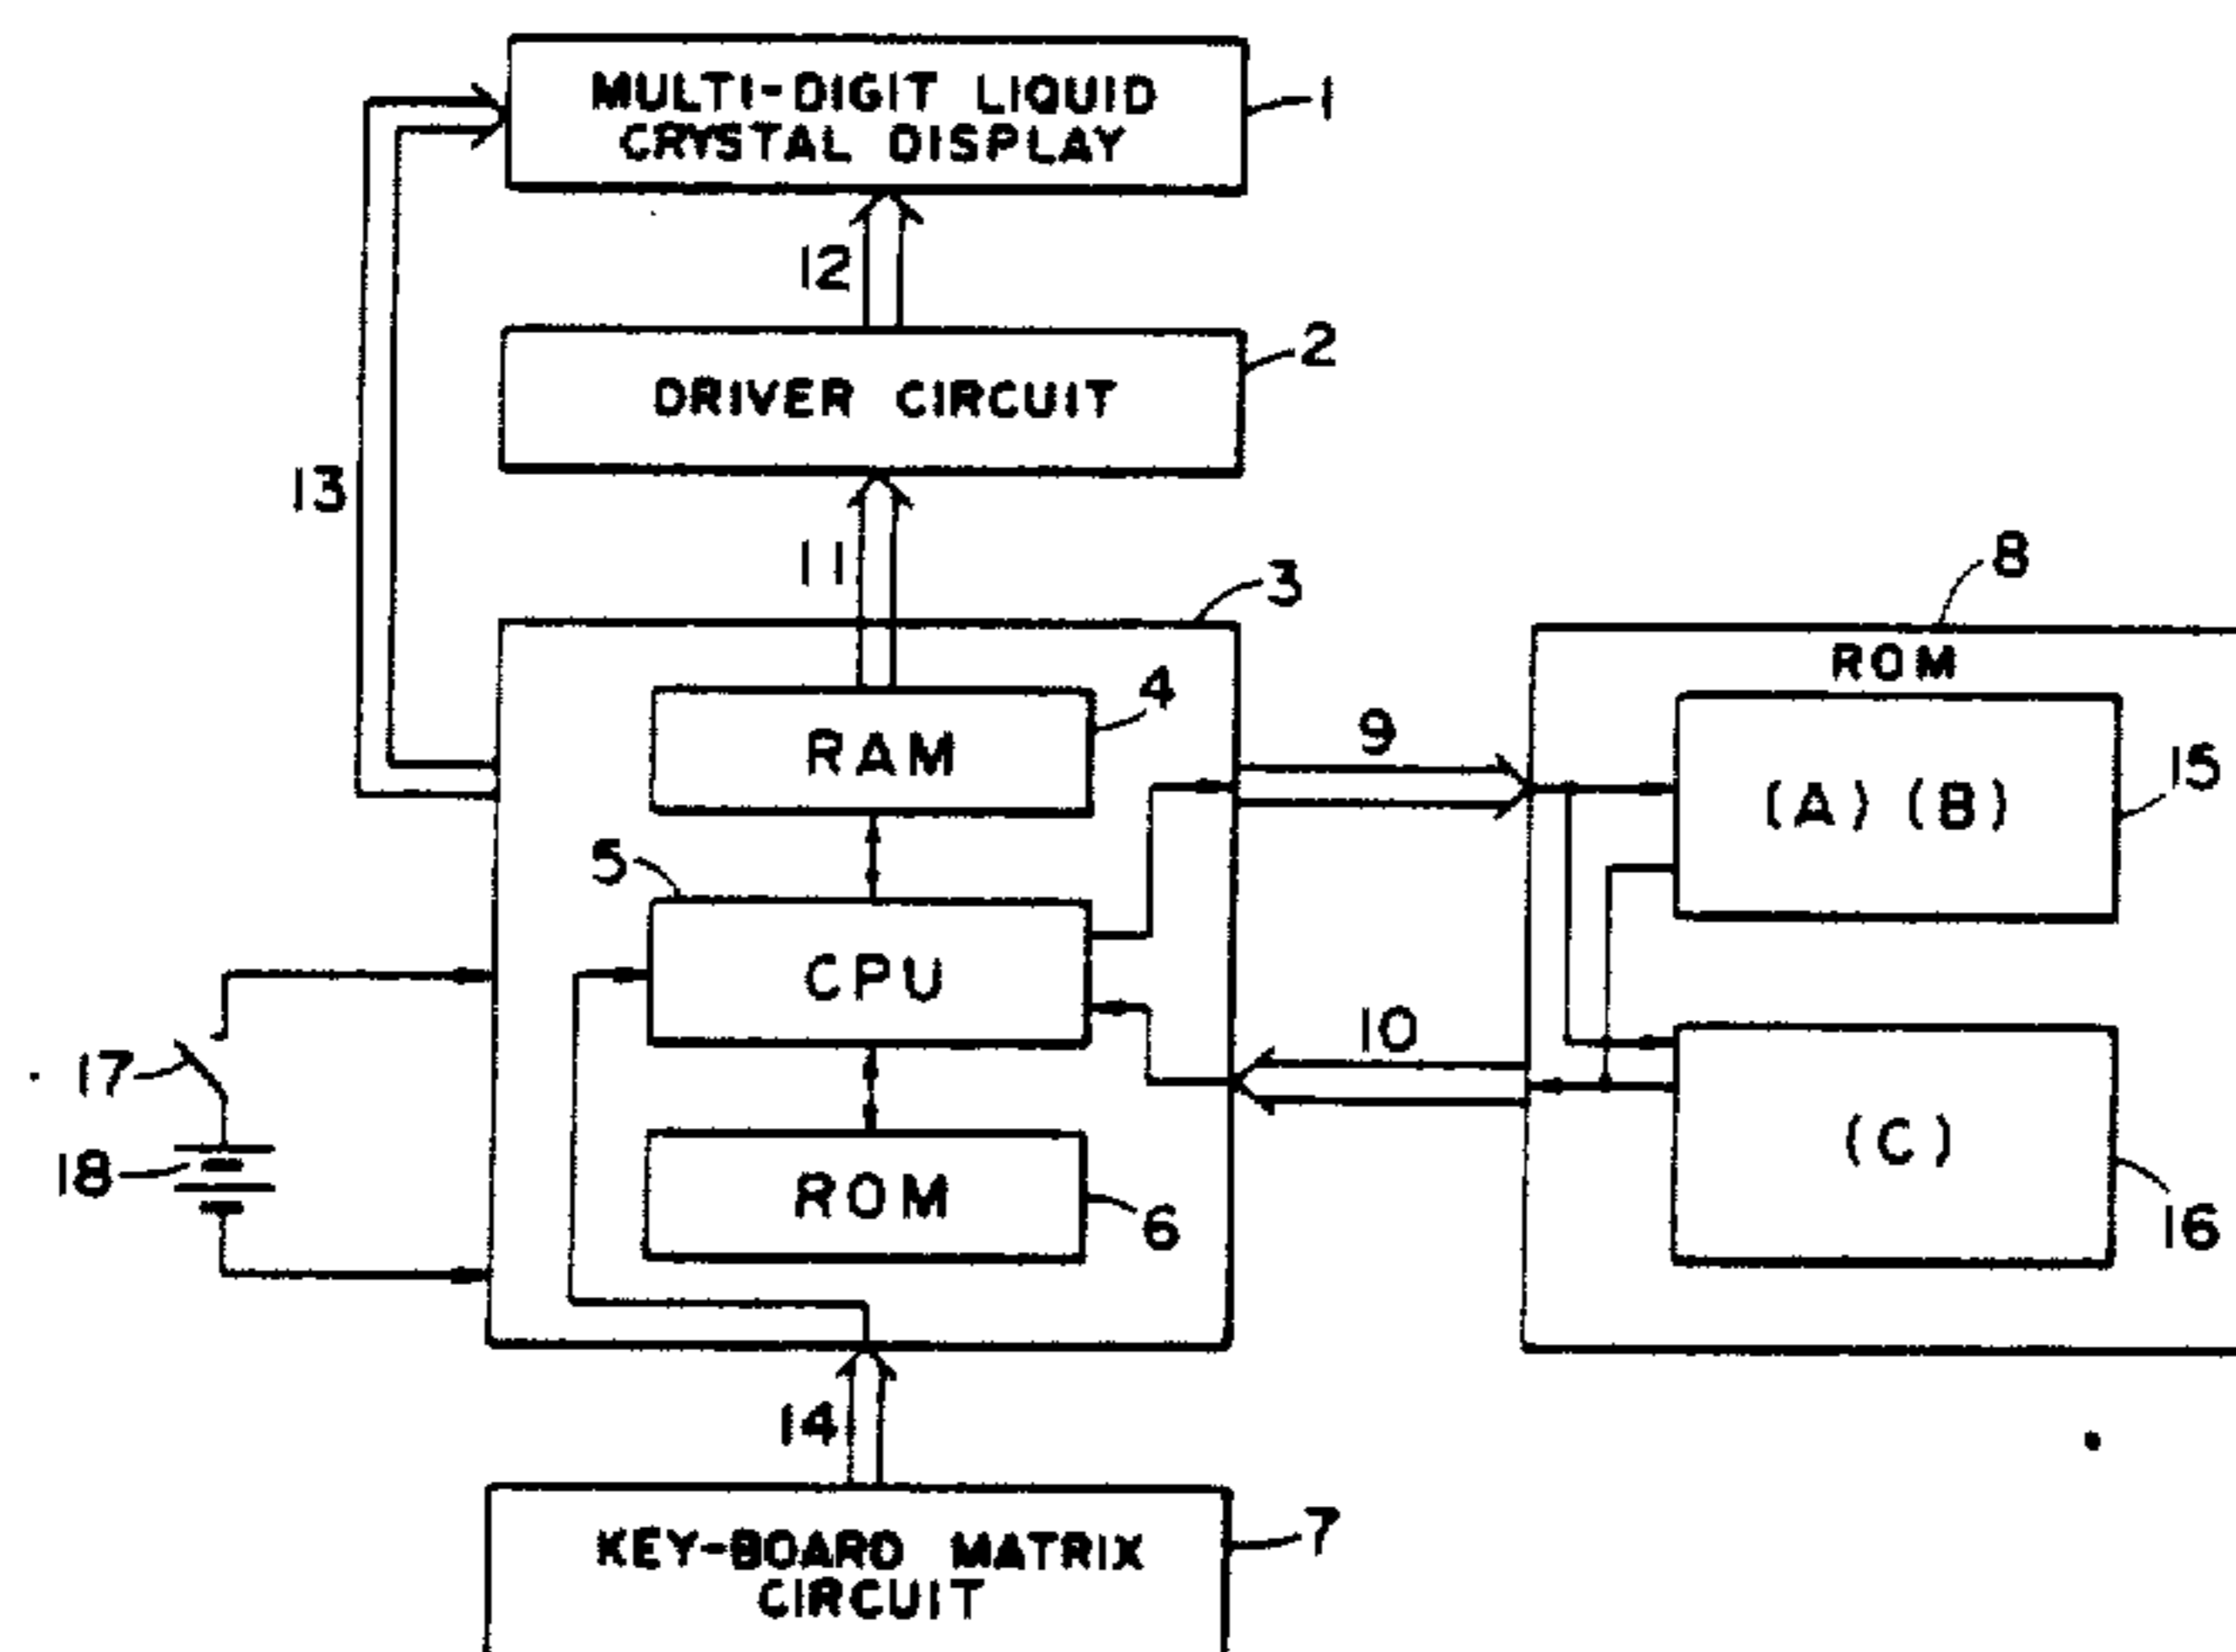 MULTI-DIGIT LIQUID
CRYSTAL DISPLAY
1
12
DRIVER CIRCUIT
2
13
11
3
8
ROM
RAM
4
9
(A) (B)
15
5
CPU
10
17
18
ROM
6
(C)
16
14
KEY-BOARD MATRIX
CIRCUIT
7